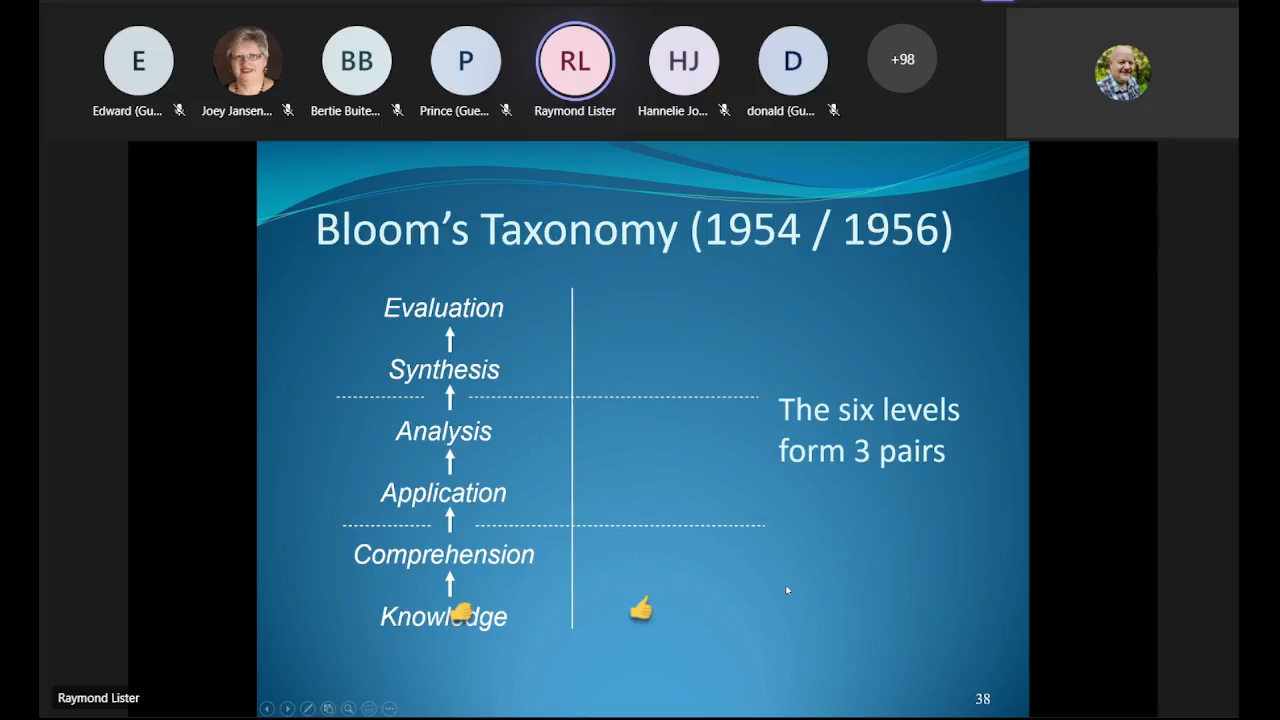 E
BB
P
RL
HJ
D
+98
Edward (Gu...
Joey Jansen...
Bertie Buite...
Prince (Gue...
Raymond Lister
Hannelie Jo...
donald (Gu...
Bloom's Taxonomy (1954 / 1956)
Evaluation
Synthesis
Analysis
Application
Comprehension
Knowledge
The six levels
form 3 pairs
Raymond Lister
38